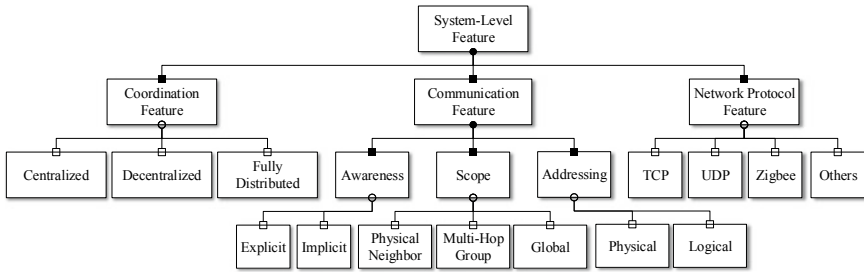 System-Level
Feature
Coordination
Feature
Communication
Feature
Network Protocol
Feature
Centralized
Decentralized
Fully
Distributed
Awareness
Scope
Addressing
TCP
UDP
Zigbee
Others
Explicit
Implicit
Physical
Neighbor
Multi-Hop
Group
Global
Physical
Logical